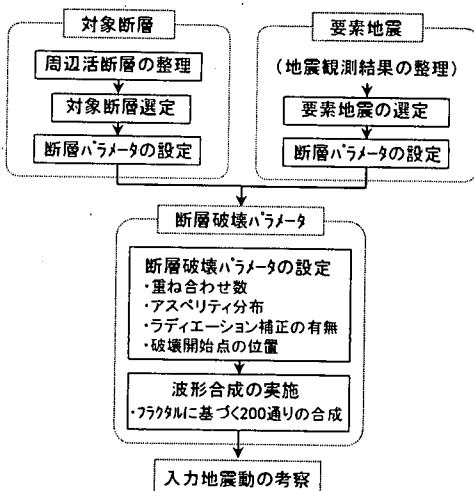 対象断層
周辺活断層の整理
対象断層選定
断層ﾊﾟﾗﾒｰﾀの設定
要素地震
(地震観測結果の整理)
要素地震の選定
断層ﾊﾟﾗﾒｰﾀの設定
断層破壊ﾊﾟﾗﾒｰﾀ
断層破壊ﾊﾟﾗﾒｰﾀの設定
・重ね合わせ数
・アスペリティ分布
・ラディエーション補正の有無
・破壊開始点の位置
波形合成の実施
・ﾌﾗｸﾀﾙに基づく200通りの合成
入力地震動の考察